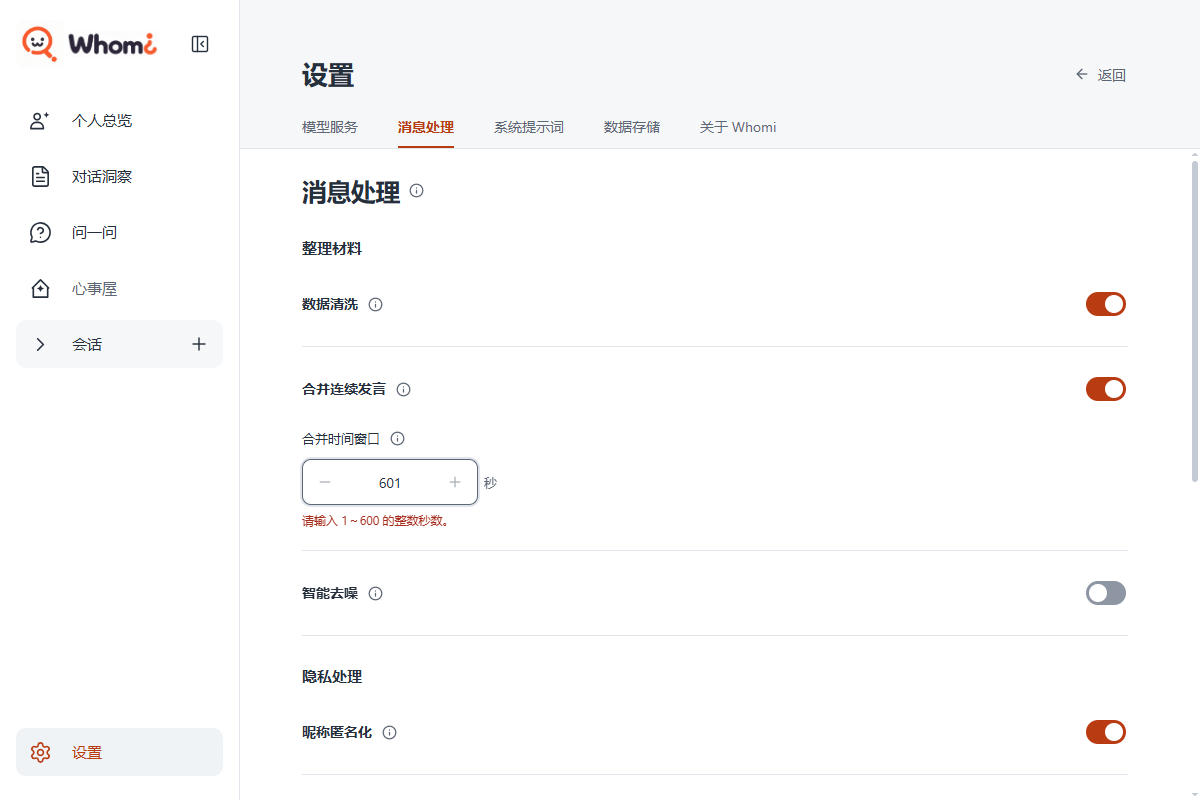 Whomi
个人总览
对话洞察
问一问
心事屋
会话
设置
设置
返回
模型服务 消息处理 系统提示词 数据存储 关于 Whomi
消息处理
整理材料
数据清洗
合并连续发言
合并时间窗口
601 秒
请输入 1~600 的整数秒数。
智能去噪
隐私处理
昵称匿名化